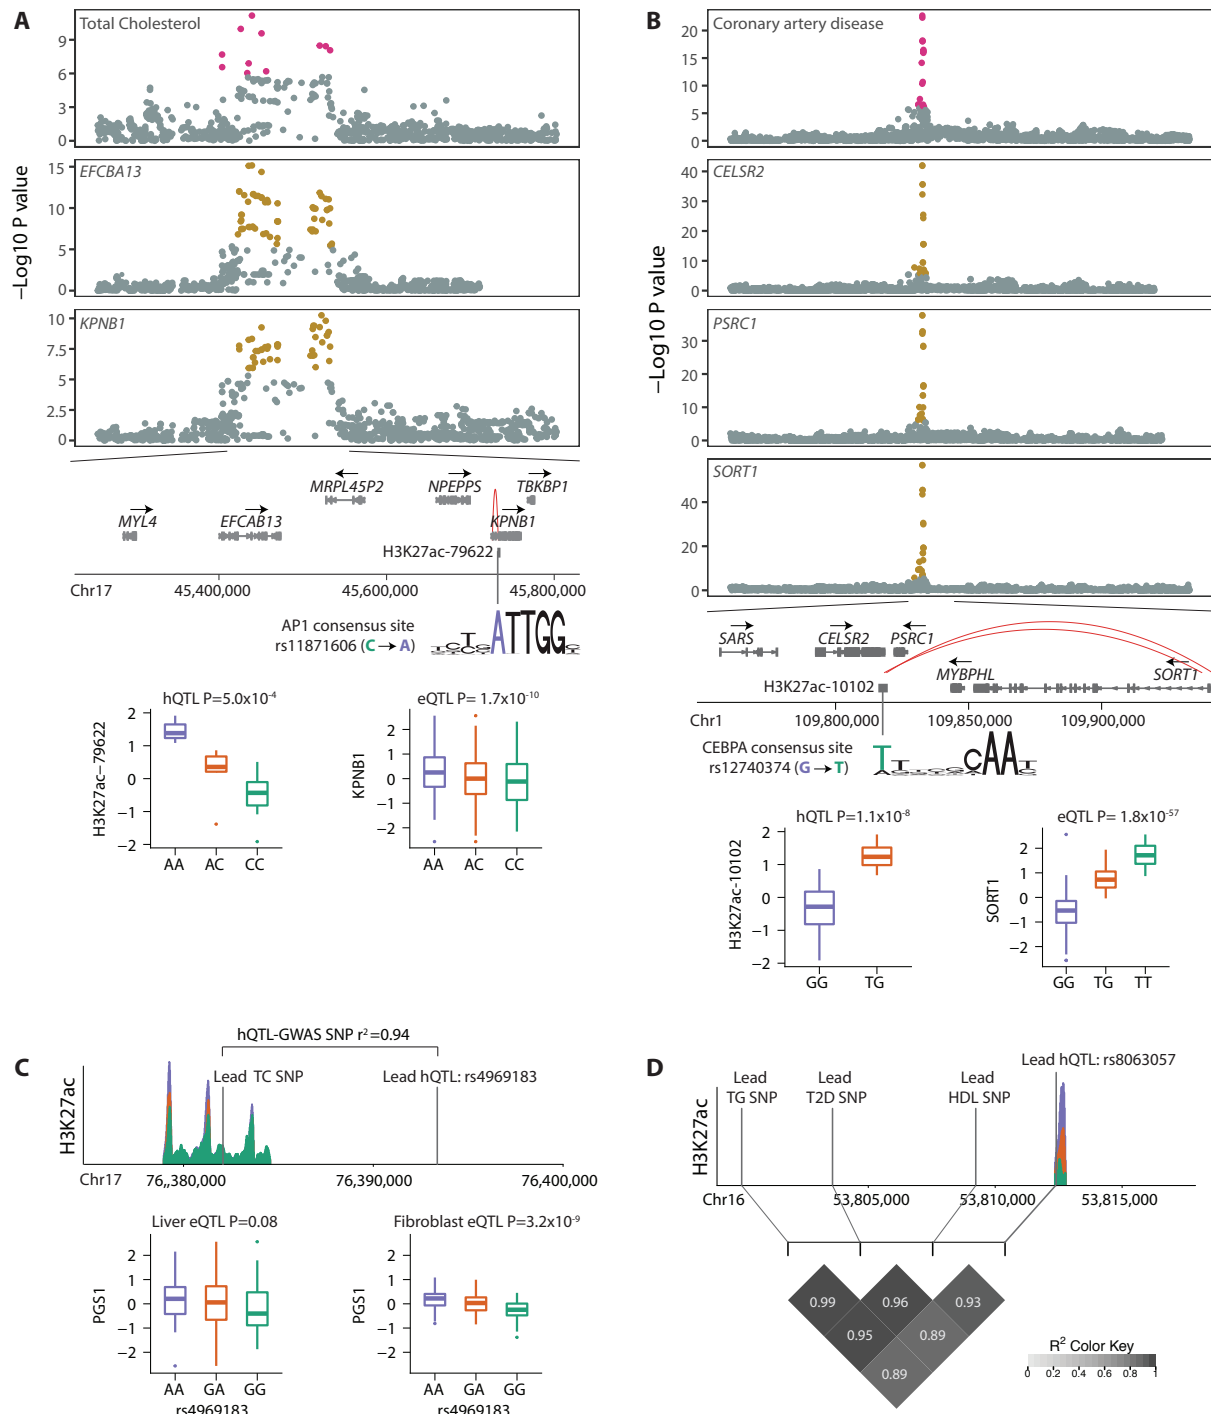 A
Total Cholesterol
9
6
3
0
EFCBA13
15
10
5
0
KPNB1
10
7.5
5
2.5
0
−Log10 P value
MRPL45P2
NPEPPS
TBKBP1
MYL4
EFCAB13
KPNB1
H3K27ac-79622
Chr17
45,400,000
45,600,000
45,800,000
AP1 consensus site
rs11871606 (C → A)
ATTGG
hQTL P=5.0x10-4
H3K27ac−79622
2
1
0
−1
−2
AA
AC
CC
eQTL P= 1.7x10-10
KPNB1
2
1
0
−1
−2
AA
AC
CC
B
Coronary artery disease
20
15
10
5
0
CELSR2
40
30
20
10
0
PSRC1
30
20
10
0
SORT1
40
20
0
−Log10 P value
SARS
CELSR2
PSRC1
MYBPHL
SORT1
H3K27ac-10102
Chr1
109,800,000
109,850,000
109,900,000
CEBPA consensus site
rs12740374 (G → T)
T
A
CAA
hQTL P=1.1x10-8
H3K27ac-10102
2
1
0
−1
−2
GG
TG
eQTL P= 1.8x10-57
SORT1
2
1
0
−1
−2
GG
TG
TT
C
hQTL-GWAS SNP r2=0.94
Lead TC SNP
Lead hQTL: rs4969183
H3K27ac
Chr17
76,,380,000
76,390,000
76,400,000
Liver eQTL P=0.08
PGS1
2
1
0
−1
−2
AA
GA
GG
rs4969183
Fibroblast eQTL P=3.2x10-9
PGS1
2
1
0
−1
−2
AA
GA
GG
rs4969183
D
Lead hQTL: rs8063057
Lead
TG SNP
Lead
T2D SNP
Lead
HDL SNP
H3K27ac
Chr16
53,805,000
53,810,000
53,815,000
0.99
0.96
0.93
0.95
0.89
0.89
R2 Color Key
0
0.2
0.4
0.6
0.8
1